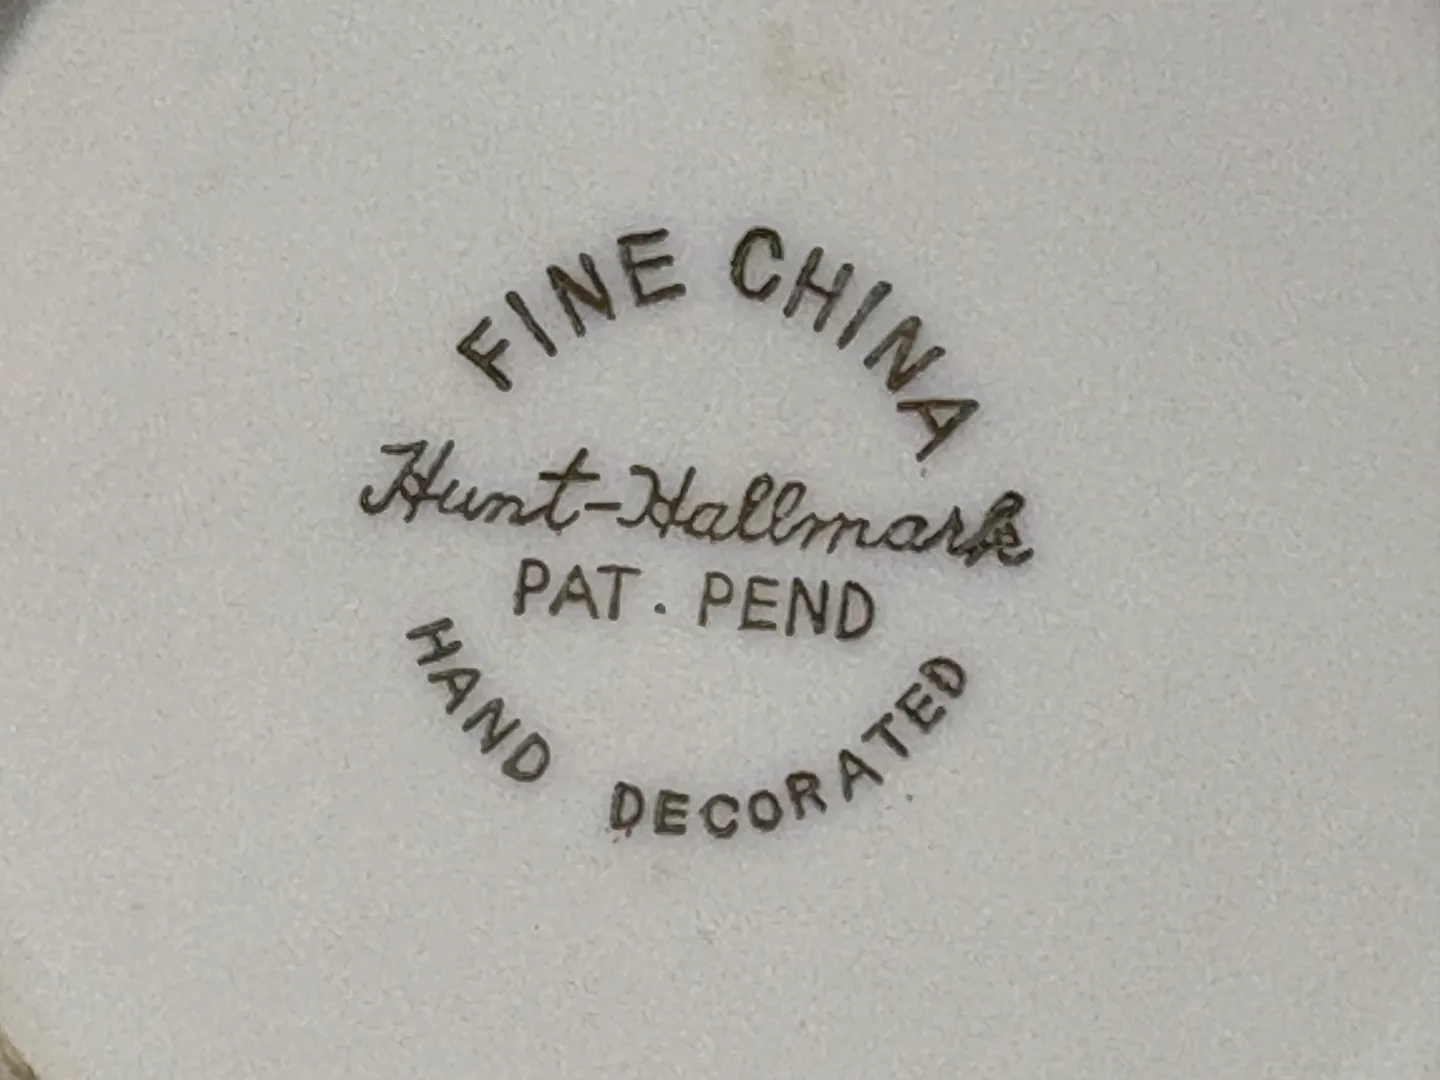 FINE CHINA
Hunt-Hallmark
PAT. PEND
HAND DECORATED